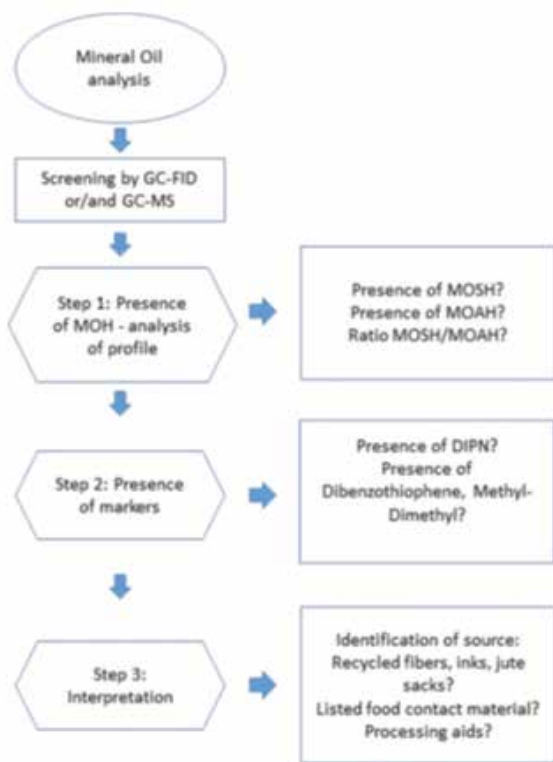 Mineral Oil
analysis
Screening by GC-FID
or/and GC-MS
Step 1: Presence
of MOH - analysis
of profile
Presence of MOSH?
Presence of MOAH?
Ratio MOSH/MOAH?
Step 2: Presence
of markers
Presence of DIPN?
Presence of
Dibenzothiophene, Methyl-
Dimethyl?
Step 3:
Interpretation
Identification of source:
Recycled fibers, inks, jute
sacks?
Listed food contact material?
Processing aids?